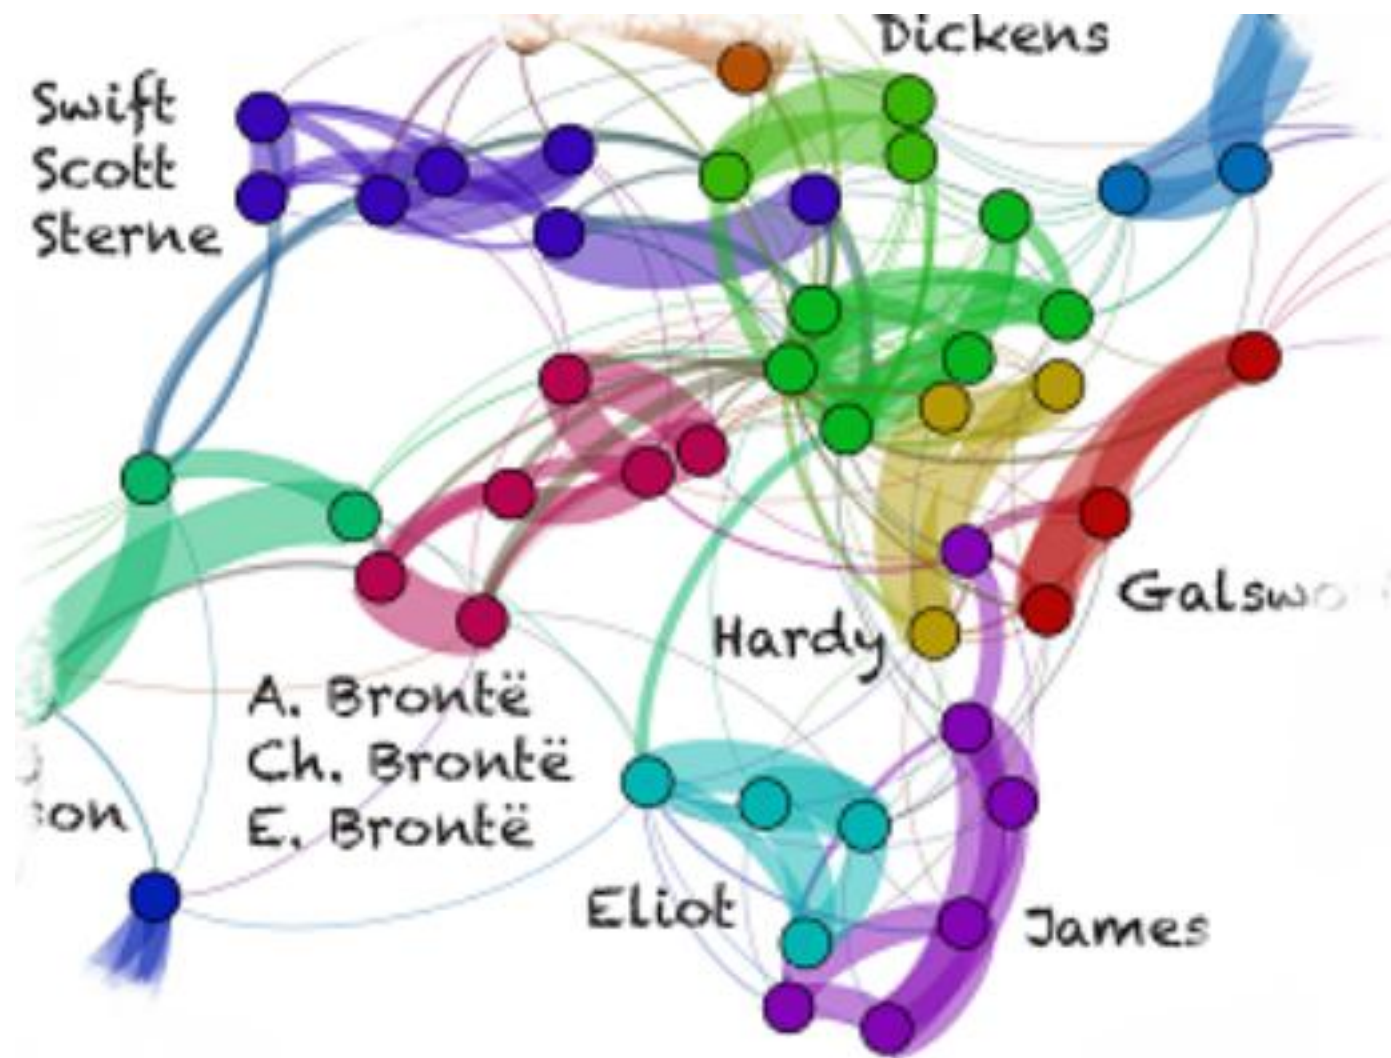 Dickens
Swift
Scott
Sterne
Hardy
A. Brontë
Ch. Brontë
E. Brontë
Eliot
James